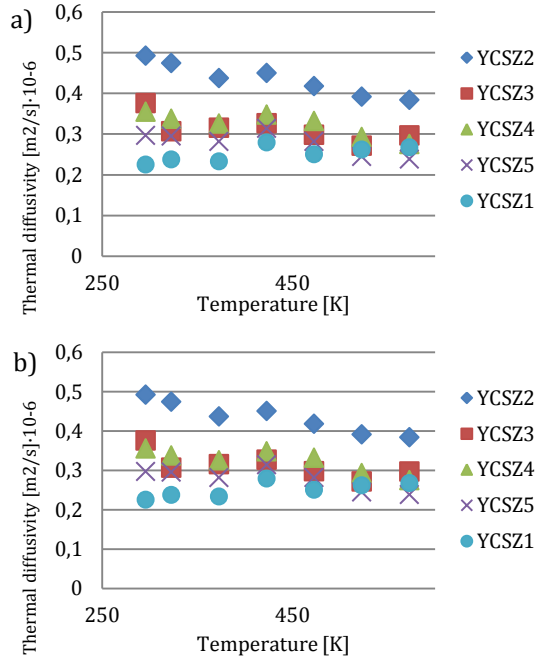 a)
Thermal diffusivity [m2/s]·10-6
0,6
0,5
0,4
0,3
0,2
0,1
0
250
450
Temperature [K]
YCSZ2
YCSZ3
YCSZ4
YCSZ5
YCSZ1
b)
Thermal diffusivity [m2/s]·10-6
0,6
0,5
0,4
0,3
0,2
0,1
0
250
450
Temperature [K]
YCSZ2
YCSZ3
YCSZ4
YCSZ5
YCSZ1